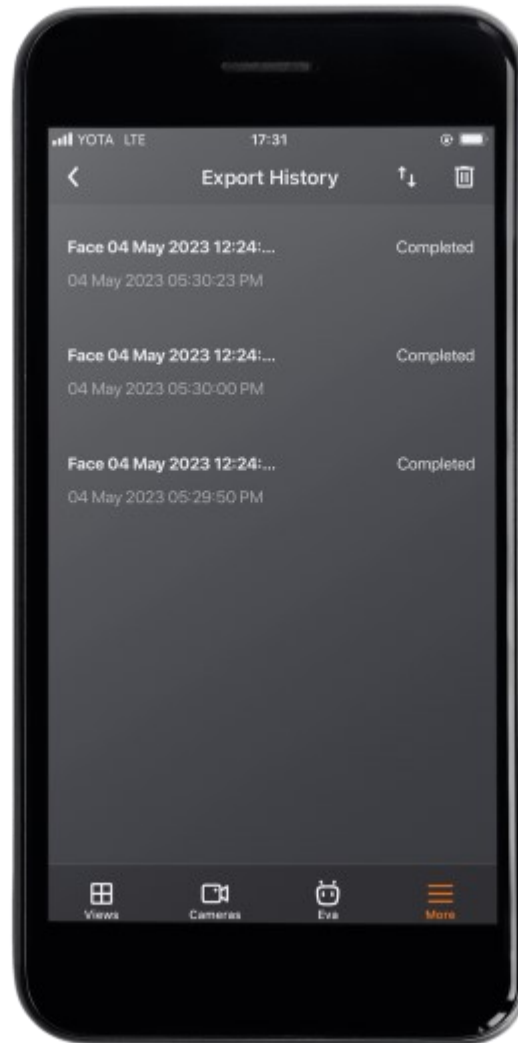 YOTA LTE 17:31
Export History
Face 04 May 2023 12:24:... Completed
04 May 2023 05:30:23 PM
Face 04 May 2023 12:24:... Completed
04 May 2023 05:30:00 PM
Face 04 May 2023 12:24:... Completed
04 May 2023 05:29:50 PM
Views Cameras Eva More